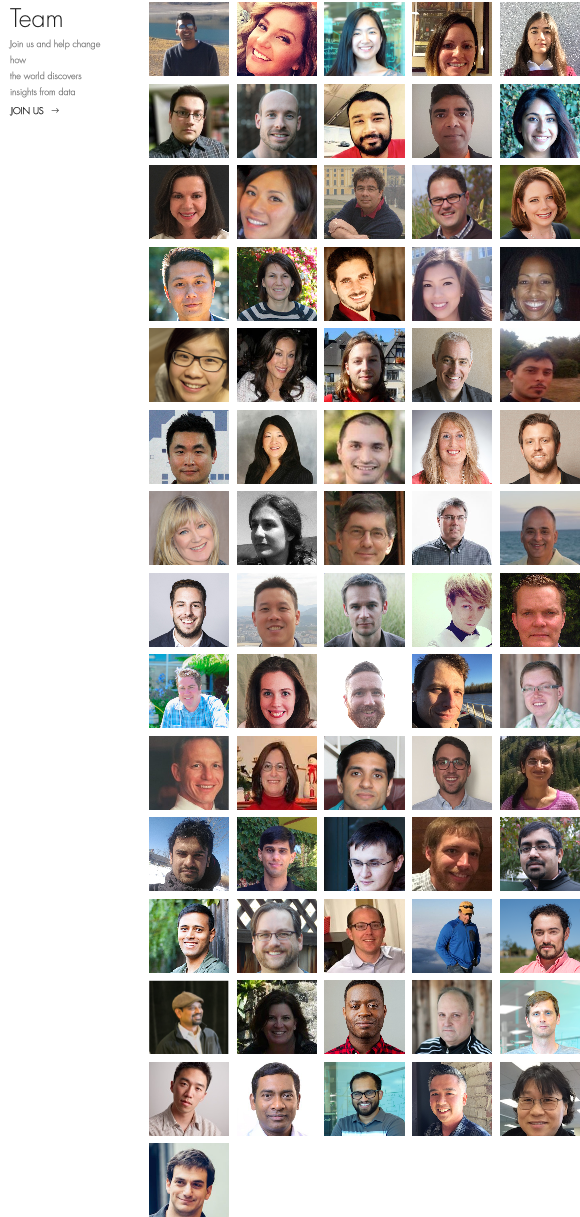 Team
Join us and help change
how
the world discovers
insights from data
JOIN US →